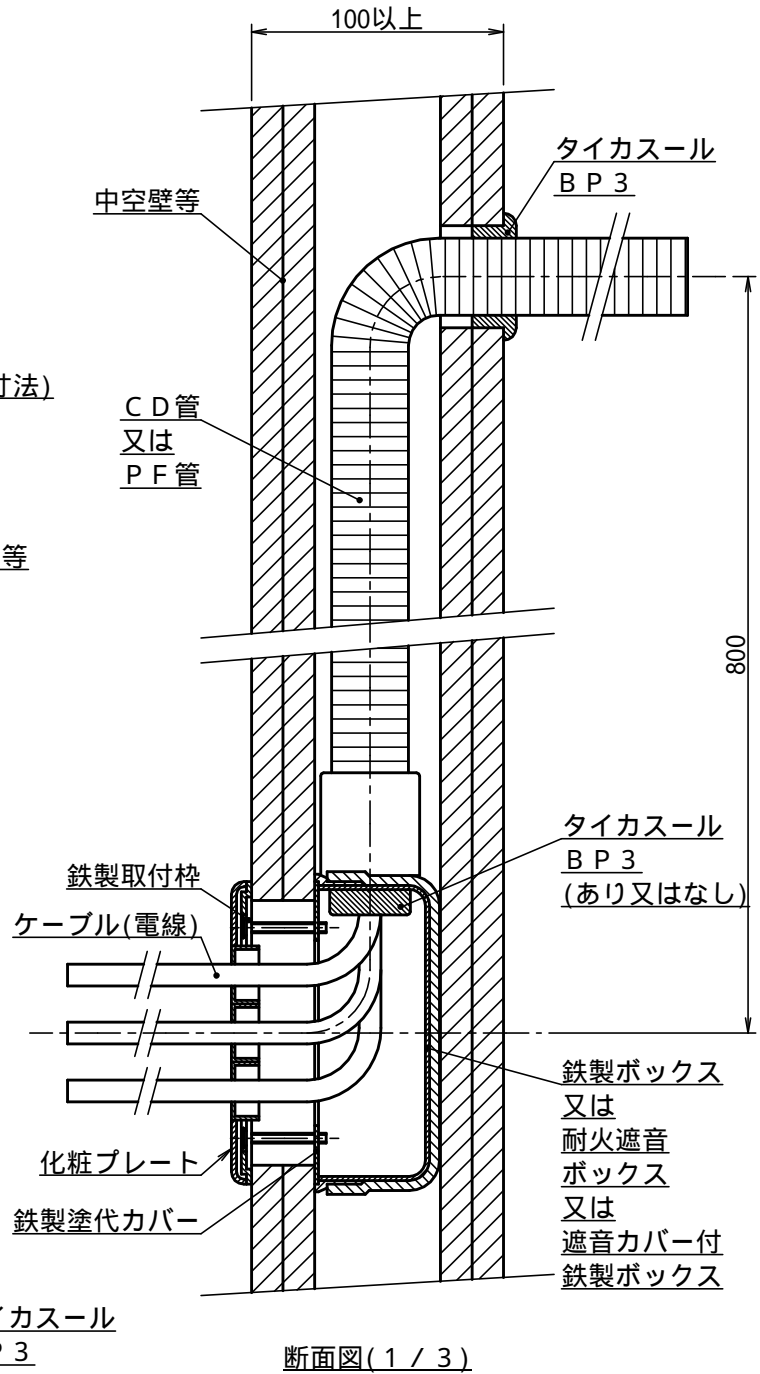 100以上
タイカスール
ＢＰ３
中空壁等
寸法)
ＣＤ管
又は
ＰＦ管
等
800
タイカスール
ＢＰ３
(あり又はなし)
鉄製取付枠
ケーブル(電線)
鉄製ボックス
又は
耐火遮音
ボックス
又は
遮音カバー付
鉄製ボックス
化粧プレート
鉄製塗代カバー
イカスール
Ｐ３
断面図(１／３)